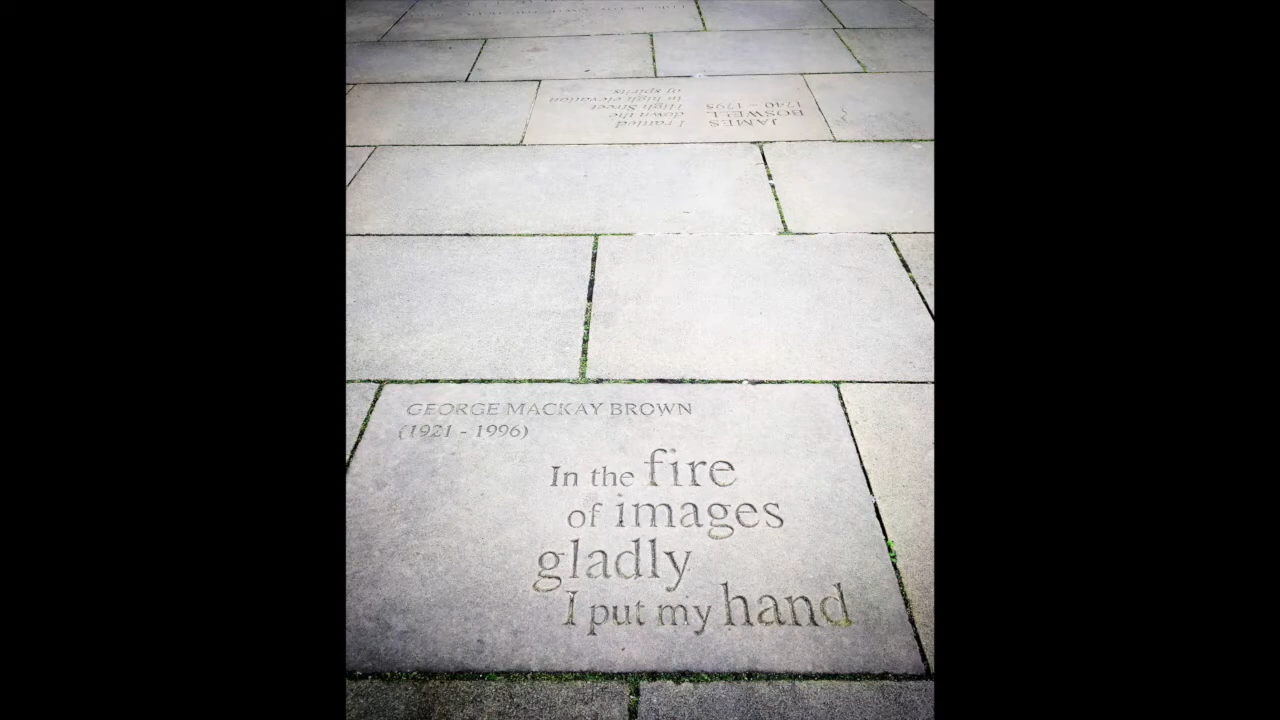 GEORGE MACKAY BROWN
(1921 - 1996)
In the fire
of images
gladly
I put my hand
JAMES
BOSWELL
1740 - 1795
I rattled
down the
High Street
in high elevation
of spirits